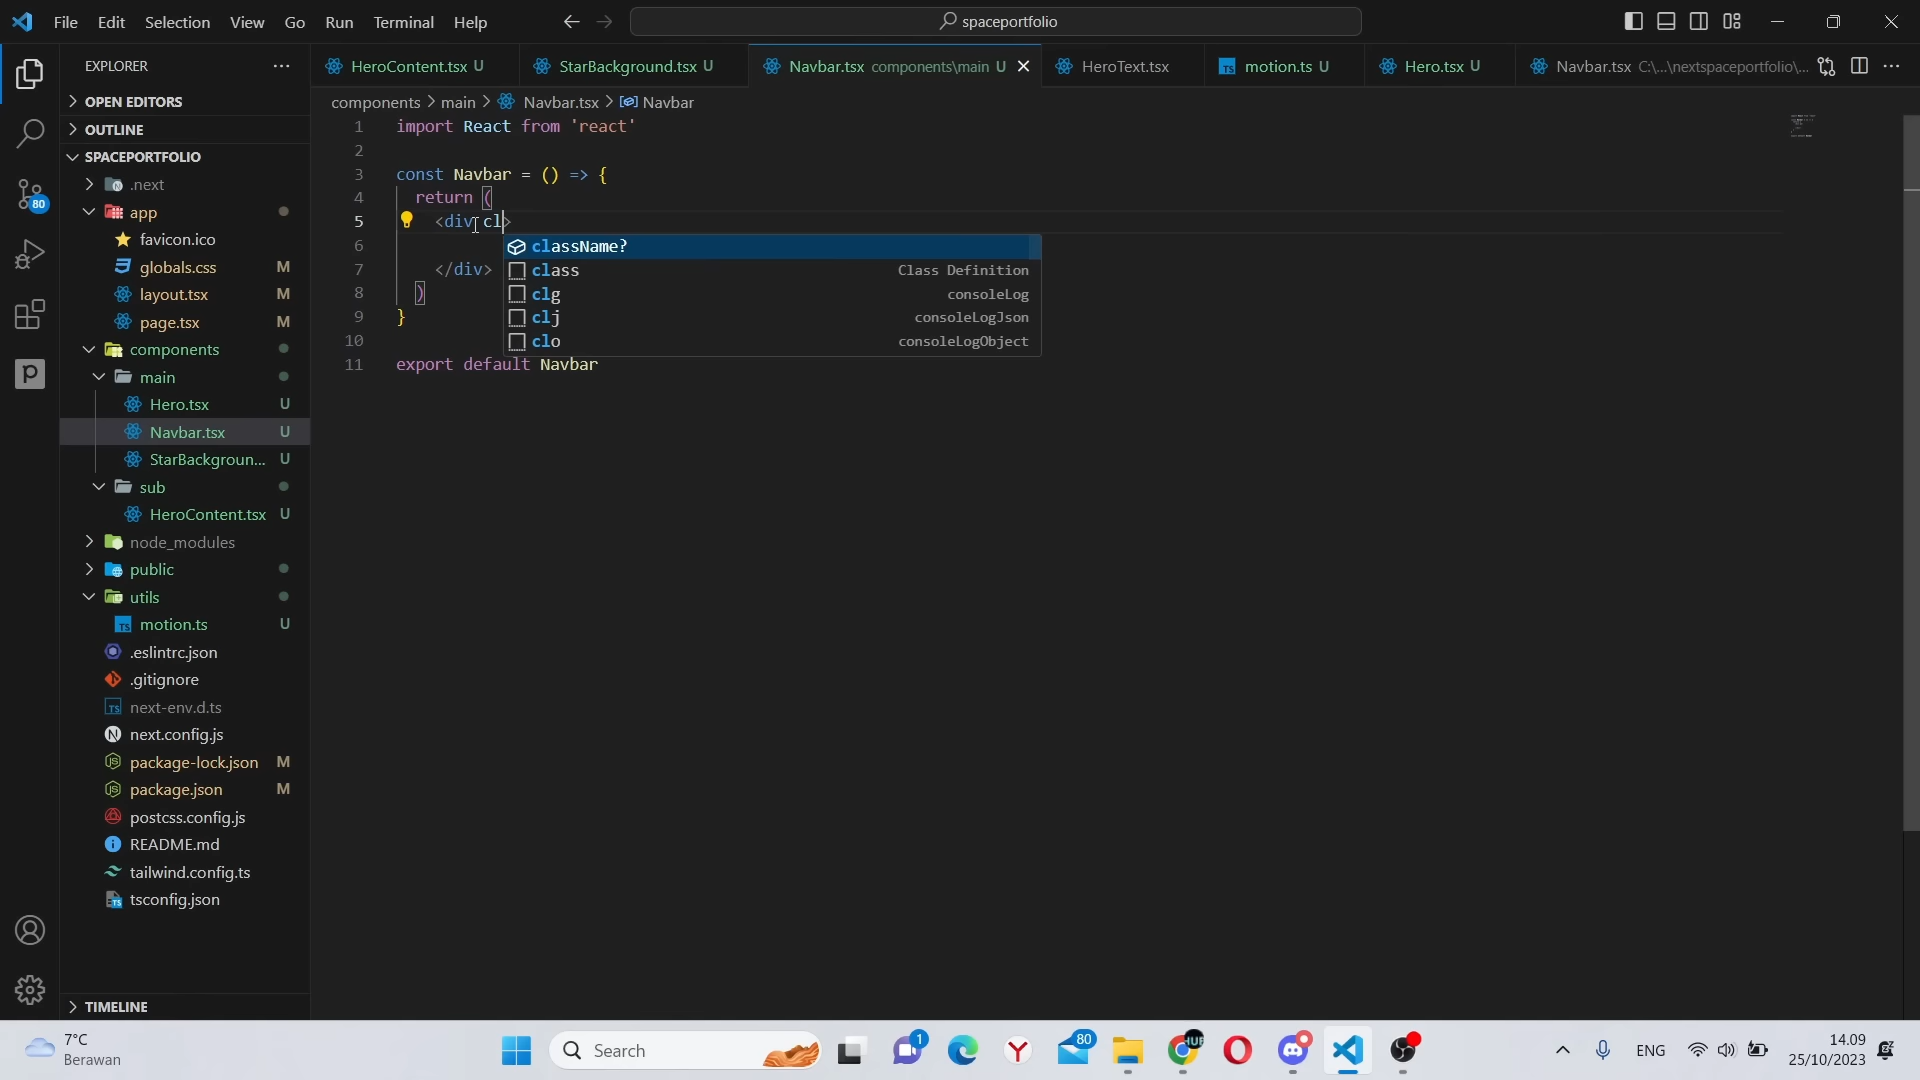 File Edit Selection View Go Run Terminal Help
spaceportfolio
EXPLORER
HeroContent.tsx U
StarBackground.tsx U
Navbar.tsx components\main U
HeroText.tsx
motion.ts U
Hero.tsx U
Navbar.tsx C:\...\nextspaceportfolio\...
OPEN EDITORS
OUTLINE
SPACEPORTFOLIO
.next
app
favicon.ico
globals.css M
layout.tsx M
page.tsx M
components
main
Hero.tsx U
Navbar.tsx U
StarBackgroun... U
sub
HeroContent.tsx U
node_modules
public
utils
motion.ts U
.eslintrc.json
.gitignore
next-env.d.ts
next.config.js
package-lock.json M
package.json M
postcss.config.js
README.md
tailwind.config.ts
tsconfig.json
TIMELINE
80
components > main > Navbar.tsx > Navbar
1 import React from 'react'
2
3 const Navbar = () => {
4 return (
5 <div cl>
6
7 </div>
8 )
9 }
10
11 export default Navbar
className?
class Class Definition
clg consoleLog
clj consoleLogJson
clo consoleLogObject
7°C
Berawan
Search
1
80
HUB
ENG
14.09
25/10/2023